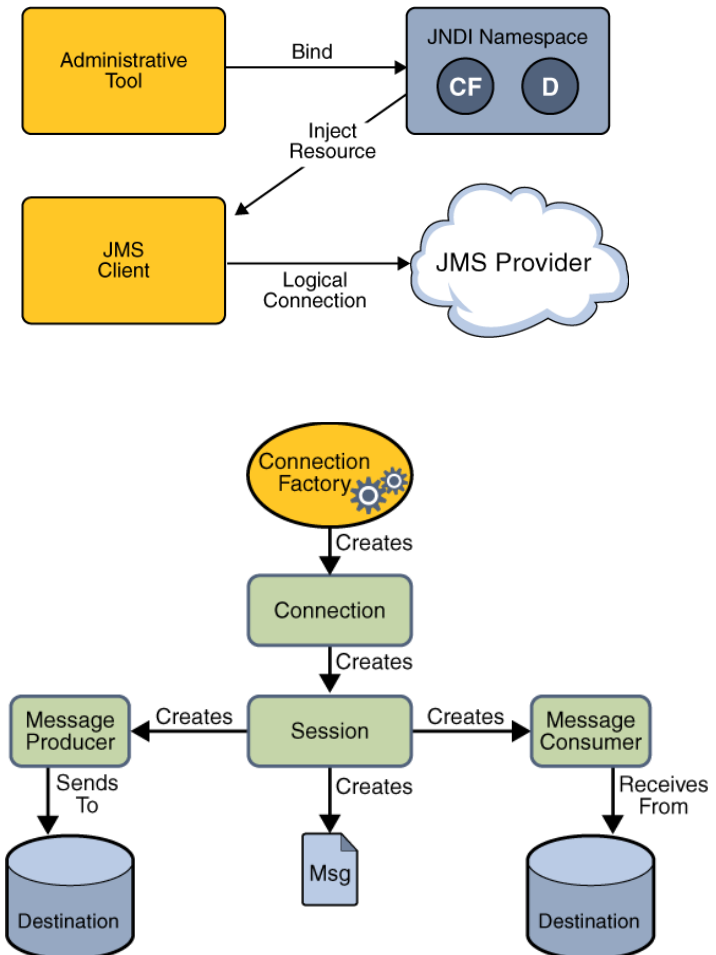 Administrative
Tool
Bind
JNDI Namespace
CF
D
Inject
Resource
JMS
Client
Logical
Connection
JMS Provider
Connection
Factory
Creates
Connection
Creates
Message
Producer
Creates
Session
Creates
Message
Consumer
Sends
To
Creates
Receives
From
Destination
Msg
Destination